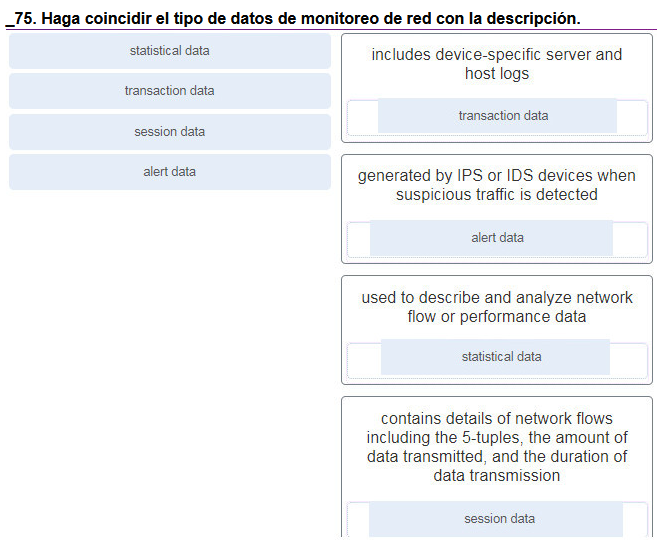 _75. Haga coincidir el tipo de datos de monitoreo de red con la descripción.
statistical data
transaction data
session data
alert data
includes device-specific server and
host logs
transaction data
generated by IPS or IDS devices when
suspicious traffic is detected
alert data
used to describe and analyze network
flow or performance data
statistical data
contains details of network flows
including the 5-tuples, the amount of
data transmitted, and the duration of
data transmission
session data